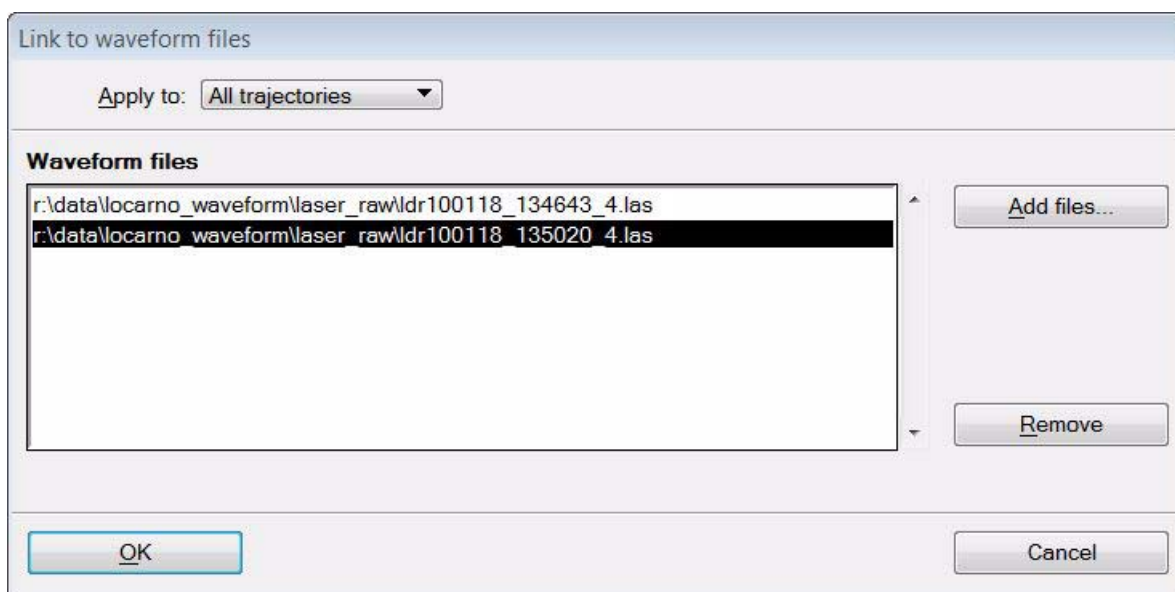 Link to waveform files
Apply to: All trajectories
Waveform files
r:\data\locarno_waveform\laser_raw\ldr100118_134643_4.las
r:\data\locarno_waveform\laser_raw\ldr100118_135020_4.las
Add files...
Remove
OK
Cancel